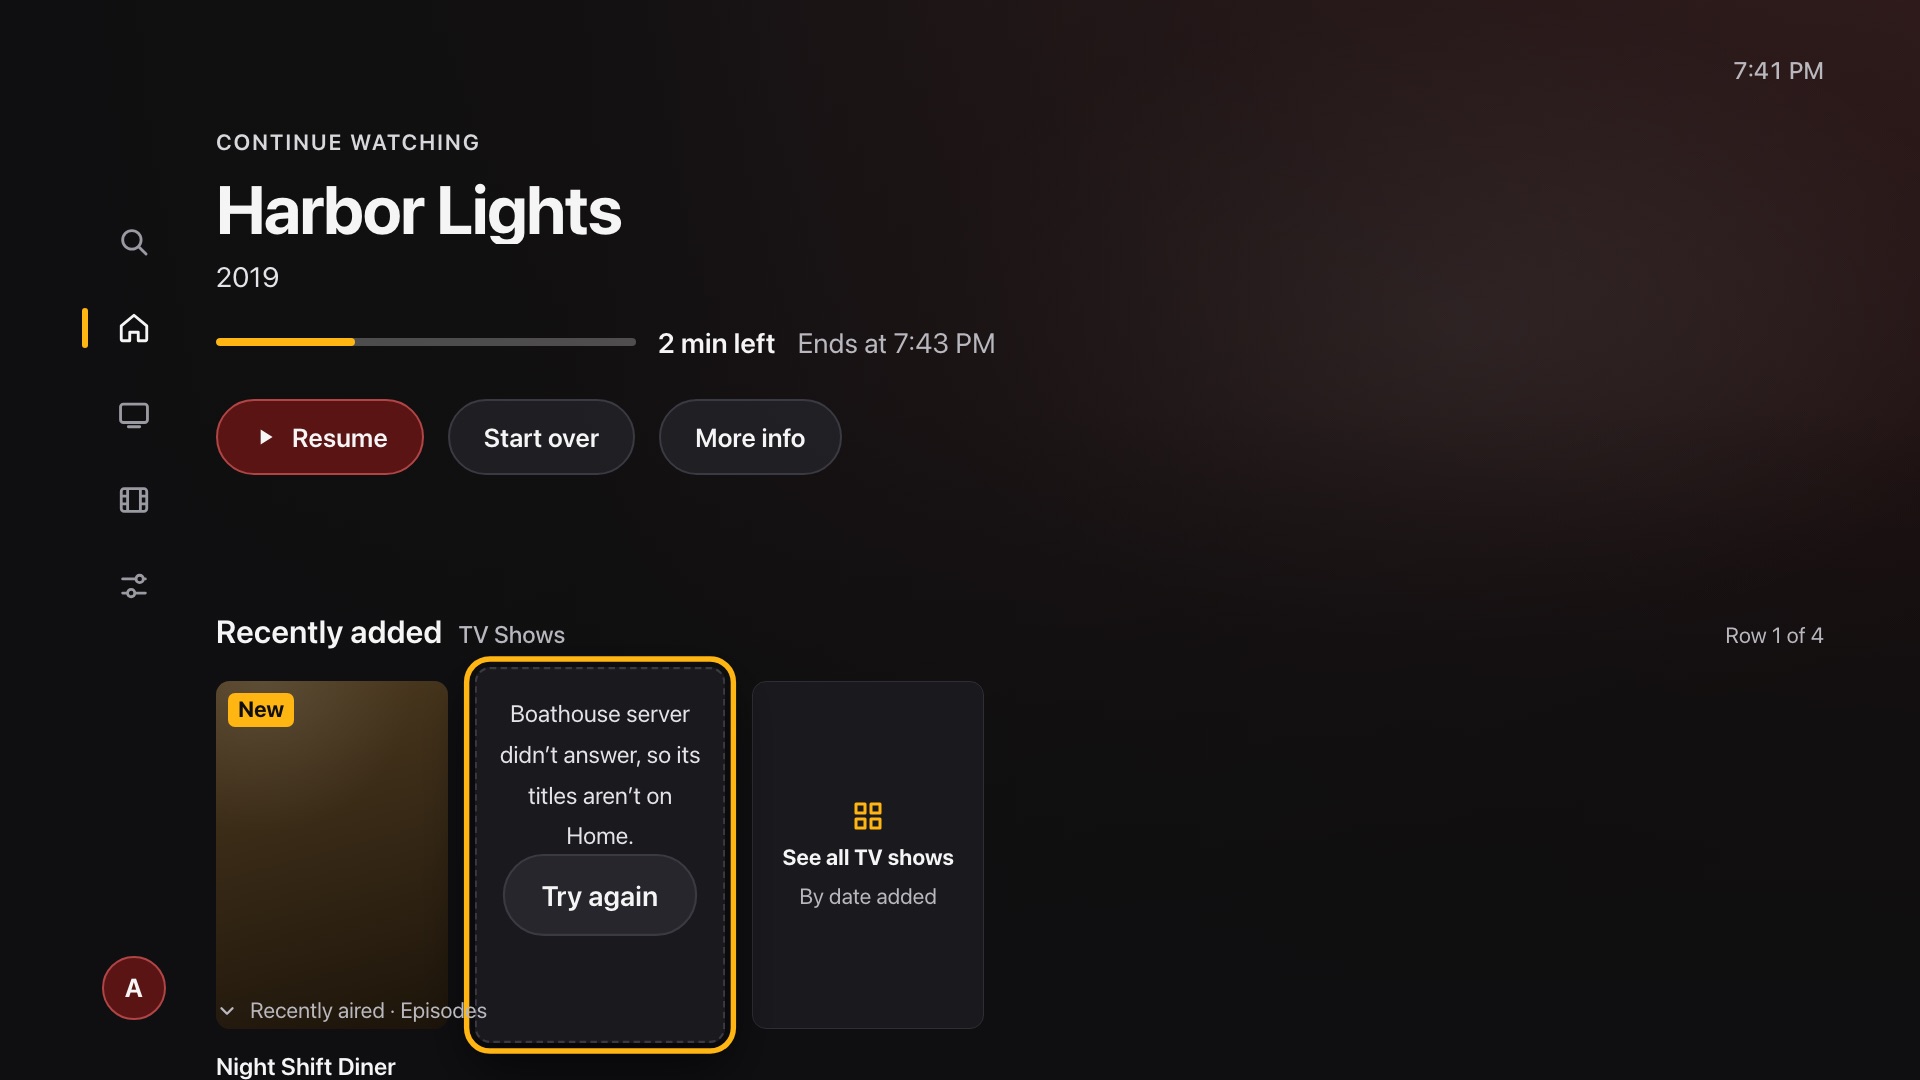 7:41 PM
CONTINUE WATCHING
Harbor Lights
2019
2 min left Ends at 7:43 PM
Resume
Start over
More info
Recently added TV Shows
Row 1 of 4
New
Boathouse server
didn’t answer, so its
titles aren’t on
Home.
Try again
See all TV shows
By date added
A
Recently aired · Episodes
Night Shift Diner